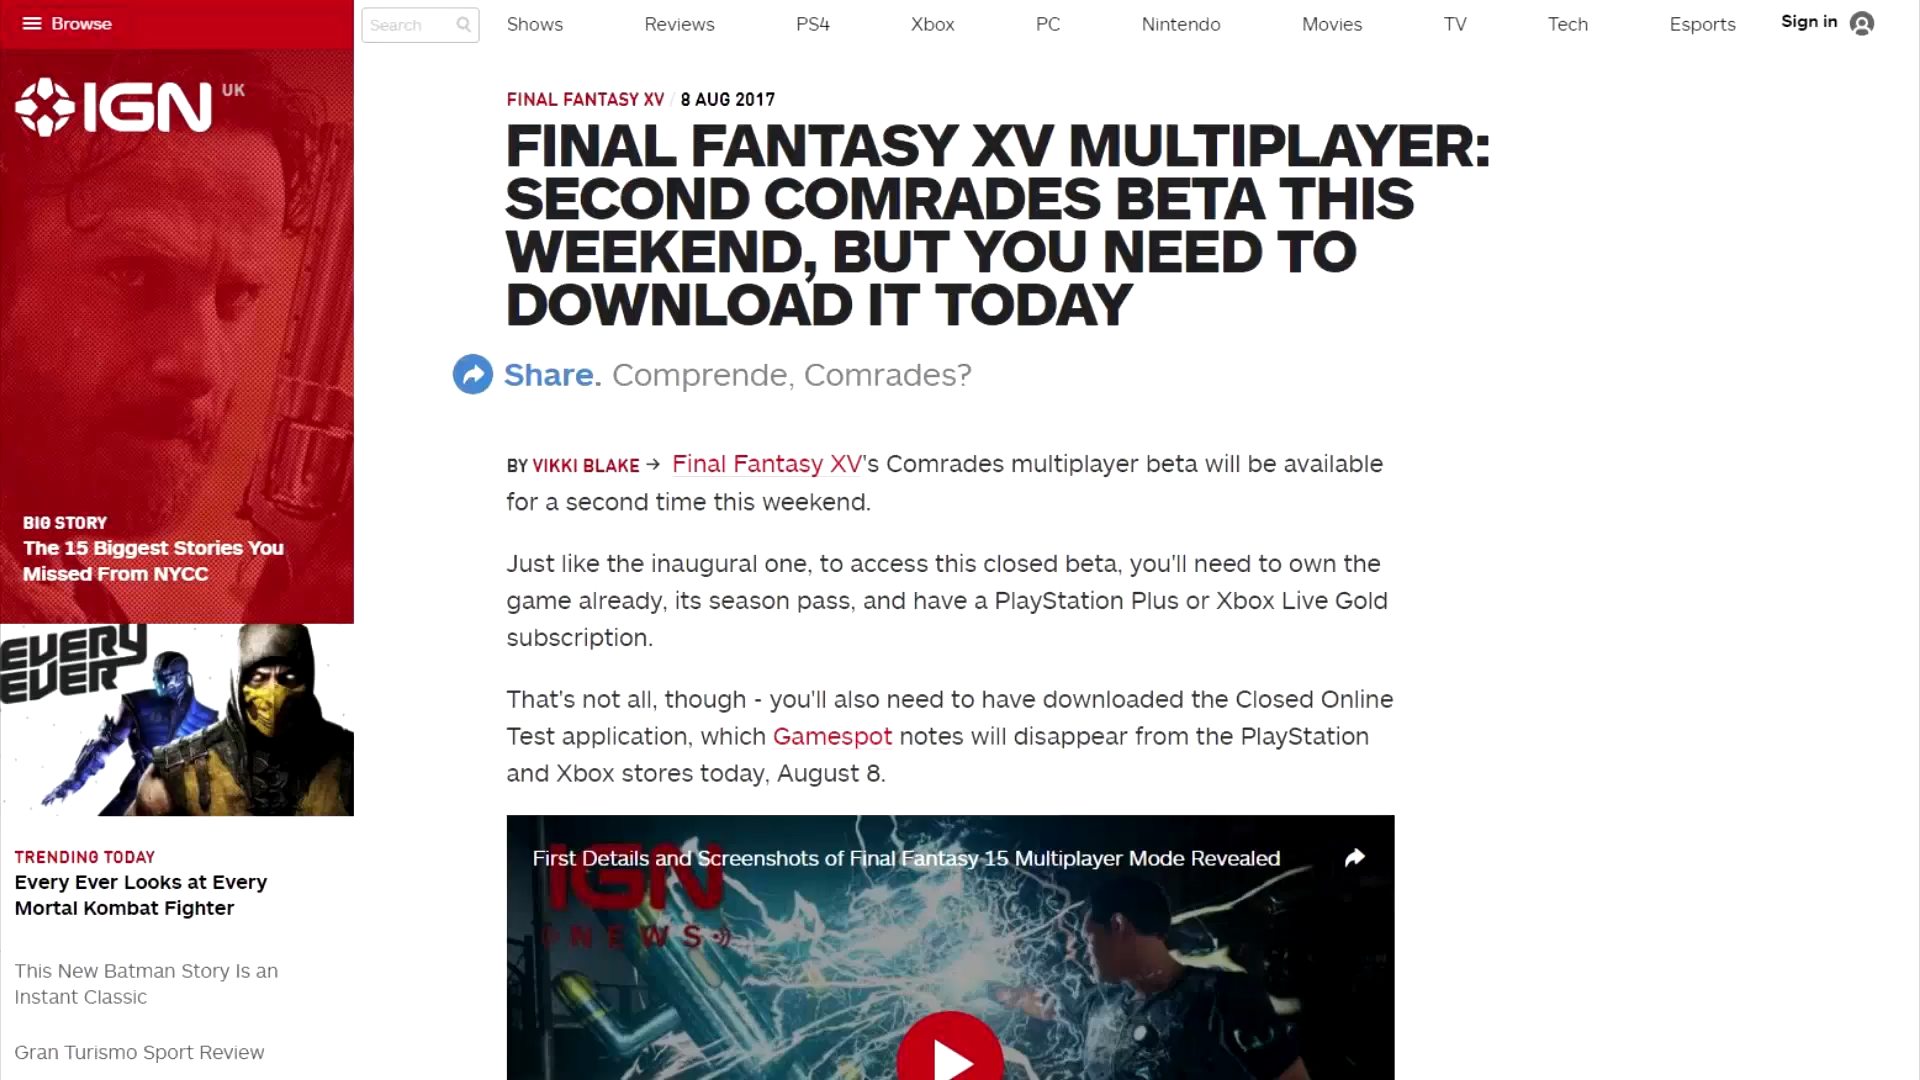 Browse
Search
Shows
Reviews
PS4
Xbox
PC
Nintendo
Movies
TV
Tech
Esports
Sign in
IGN UK
BIG STORY
The 15 Biggest Stories You
Missed From NYCC
EVERY
EVER
TRENDING TODAY
Every Ever Looks at Every
Mortal Kombat Fighter
This New Batman Story Is an
Instant Classic
Gran Turismo Sport Review
FINAL FANTASY XV / 8 AUG 2017
FINAL FANTASY XV MULTIPLAYER:
SECOND COMRADES BETA THIS
WEEKEND, BUT YOU NEED TO
DOWNLOAD IT TODAY
Share. Comprende, Comrades?
BY VIKKI BLAKE → Final Fantasy XV's Comrades multiplayer beta will be available
for a second time this weekend.
Just like the inaugural one, to access this closed beta, you'll need to own the
game already, its season pass, and have a PlayStation Plus or Xbox Live Gold
subscription.
That's not all, though - you'll also need to have downloaded the Closed Online
Test application, which Gamespot notes will disappear from the PlayStation
and Xbox stores today, August 8.
First Details and Screenshots of Final Fantasy 15 Multiplayer Mode Revealed
IGN
NEWS